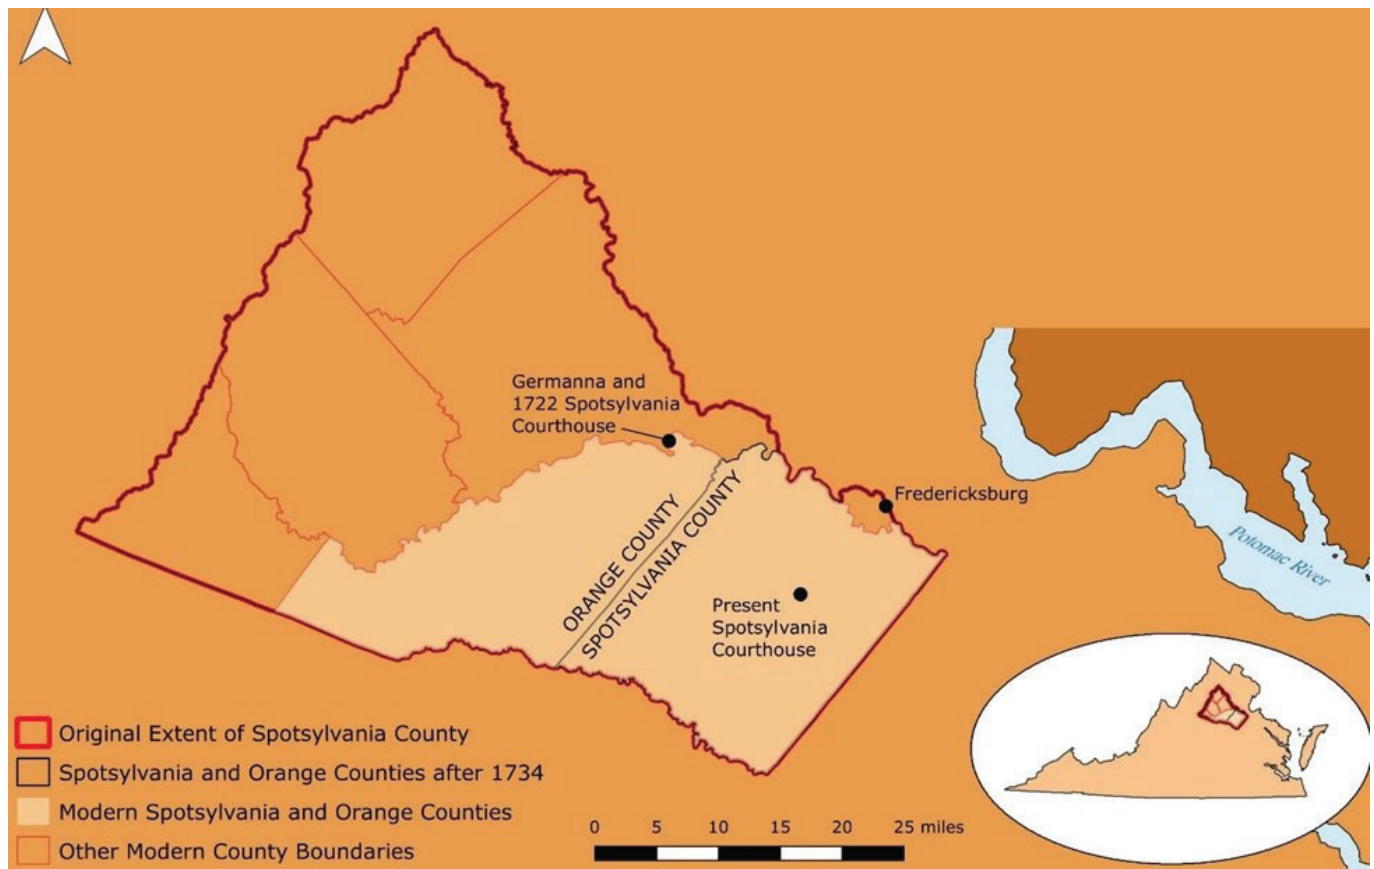 Germanna and
1722 Spotsylvania
Courthouse
Fredericksburg
ORANGE COUNTY
SPOTSYLVANIA COUNTY
Potomac River
Present
Spotsylvania
Courthouse
Original Extent of Spotsylvania County
Spotsylvania and Orange Counties after 1734
Modern Spotsylvania and Orange Counties
Other Modern County Boundaries
0 5 10 15 20 25 miles